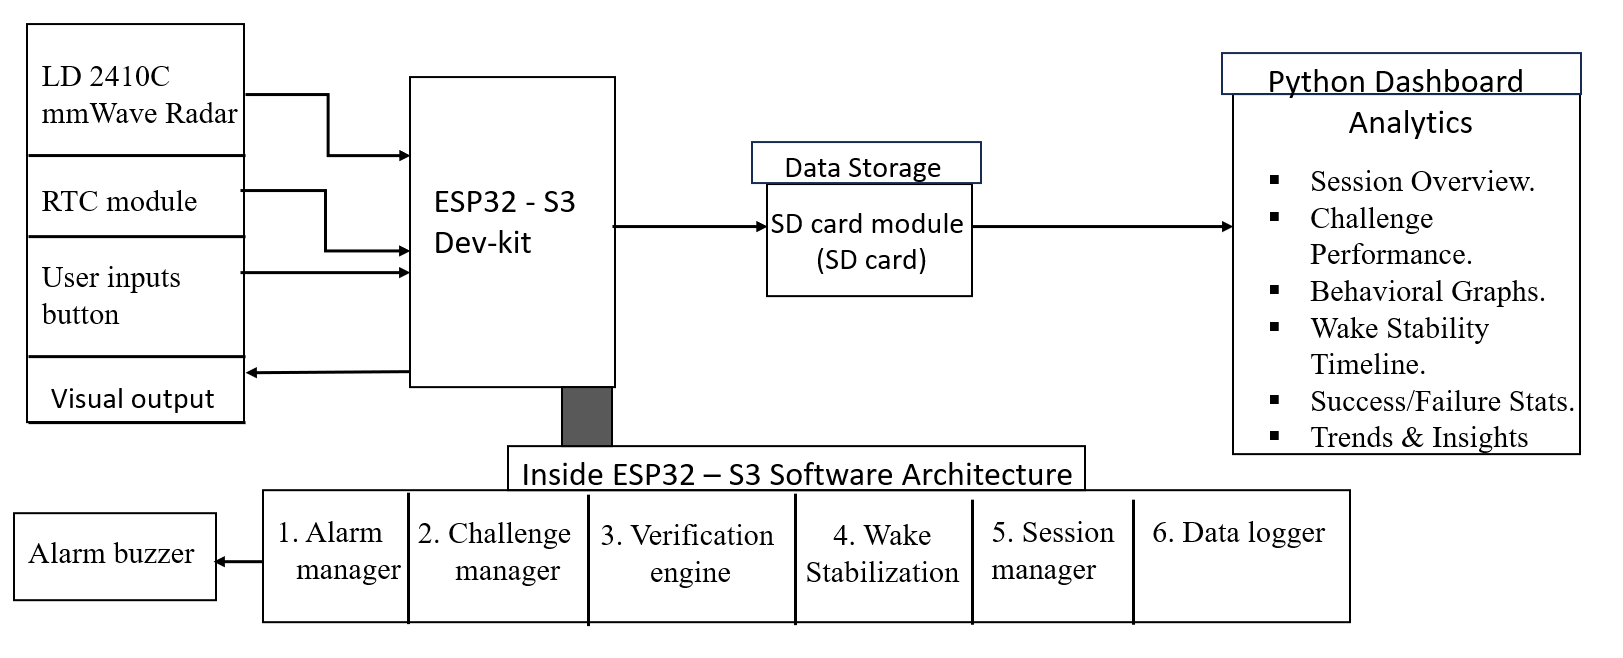 LD 2410C
mmWave Radar
RTC module
User inputs
button
Visual output
ESP32 - S3
Dev-kit
Data Storage
SD card module
(SD card)
Python Dashboard
Analytics
▪ Session Overview.
▪ Challenge
Performance.
▪ Behavioral Graphs.
▪ Wake Stability
Timeline.
▪ Success/Failure Stats.
▪ Trends & Insights
Inside ESP32 – S3 Software Architecture
Alarm buzzer
1. Alarm
manager
2. Challenge
manager
3. Verification
engine
4. Wake
Stabilization
5. Session
manager
6. Data logger